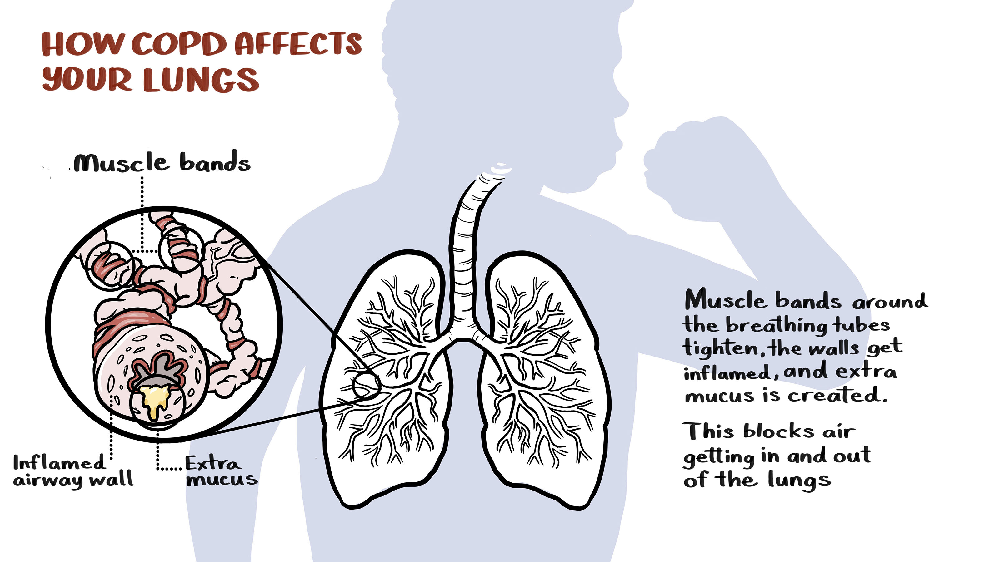 HOW COPD AFFECTS
YOUR LUNGS
Muscle bands
Inflamed
airway wall
Extra
mucus
Muscle bands around
the breathing tubes
tighten, the walls get
inflamed, and extra
mucus is created.
This blocks air
getting in and out
of the lungs